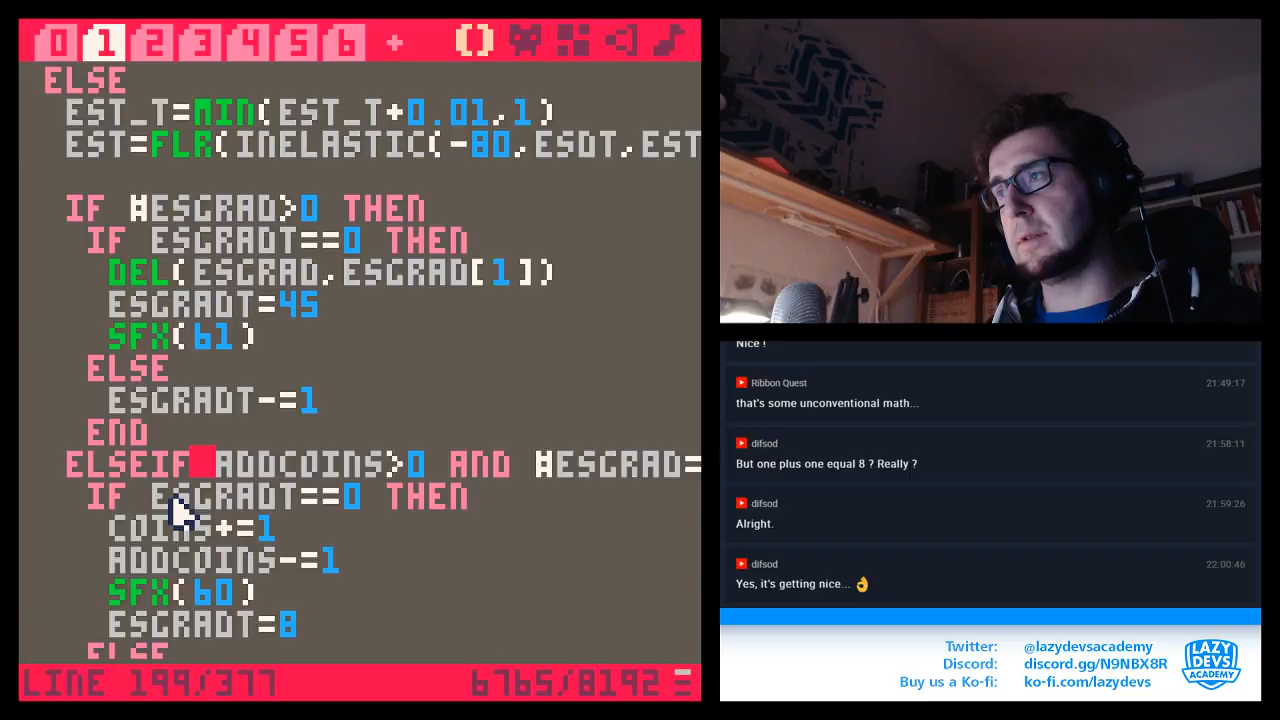 0 1 2 3 4 5 6 +
ELSE
EST_T=MIN(EST_T+0.01,1)
EST=FLR(INELASTIC(-80,ESDT,EST
IF #ESGRAD>0 THEN
IF ESGRADT==0 THEN
DEL(ESGRAD,ESGRAD[1])
ESGRADT=45
SFX(61)
ELSE
ESGRADT-=1
END
ELSEIF ADDCOINS>0 AND #ESGRAD=
IF ESGRADT==0 THEN
COINS+=1
ADDCOINS-=1
SFX(60)
ESGRADT=8
ELSE
LINE 199/377 6765/8192
Nice !
Ribbon Quest 21:49:17
that's some unconventional math...
difsod 21:58:11
But one plus one equal 8 ? Really ?
difsod 21:59:26
Alright.
difsod 22:00:46
Yes, it's getting nice... 👌
Twitter: @lazydevsacademy
Discord: discord.gg/N9NBX8R
Buy us a Ko-fi: ko-fi.com/lazydevs
LAZY
DEVS
ACADEMY